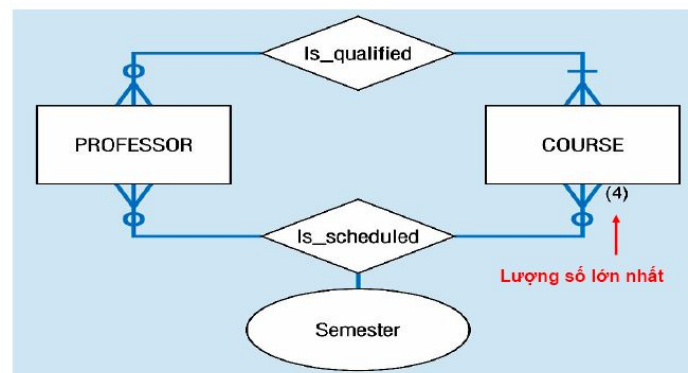 Is_qualified
PROFESSOR
COURSE
(4)
Is_scheduled
Lượng số lớn nhất
Semester